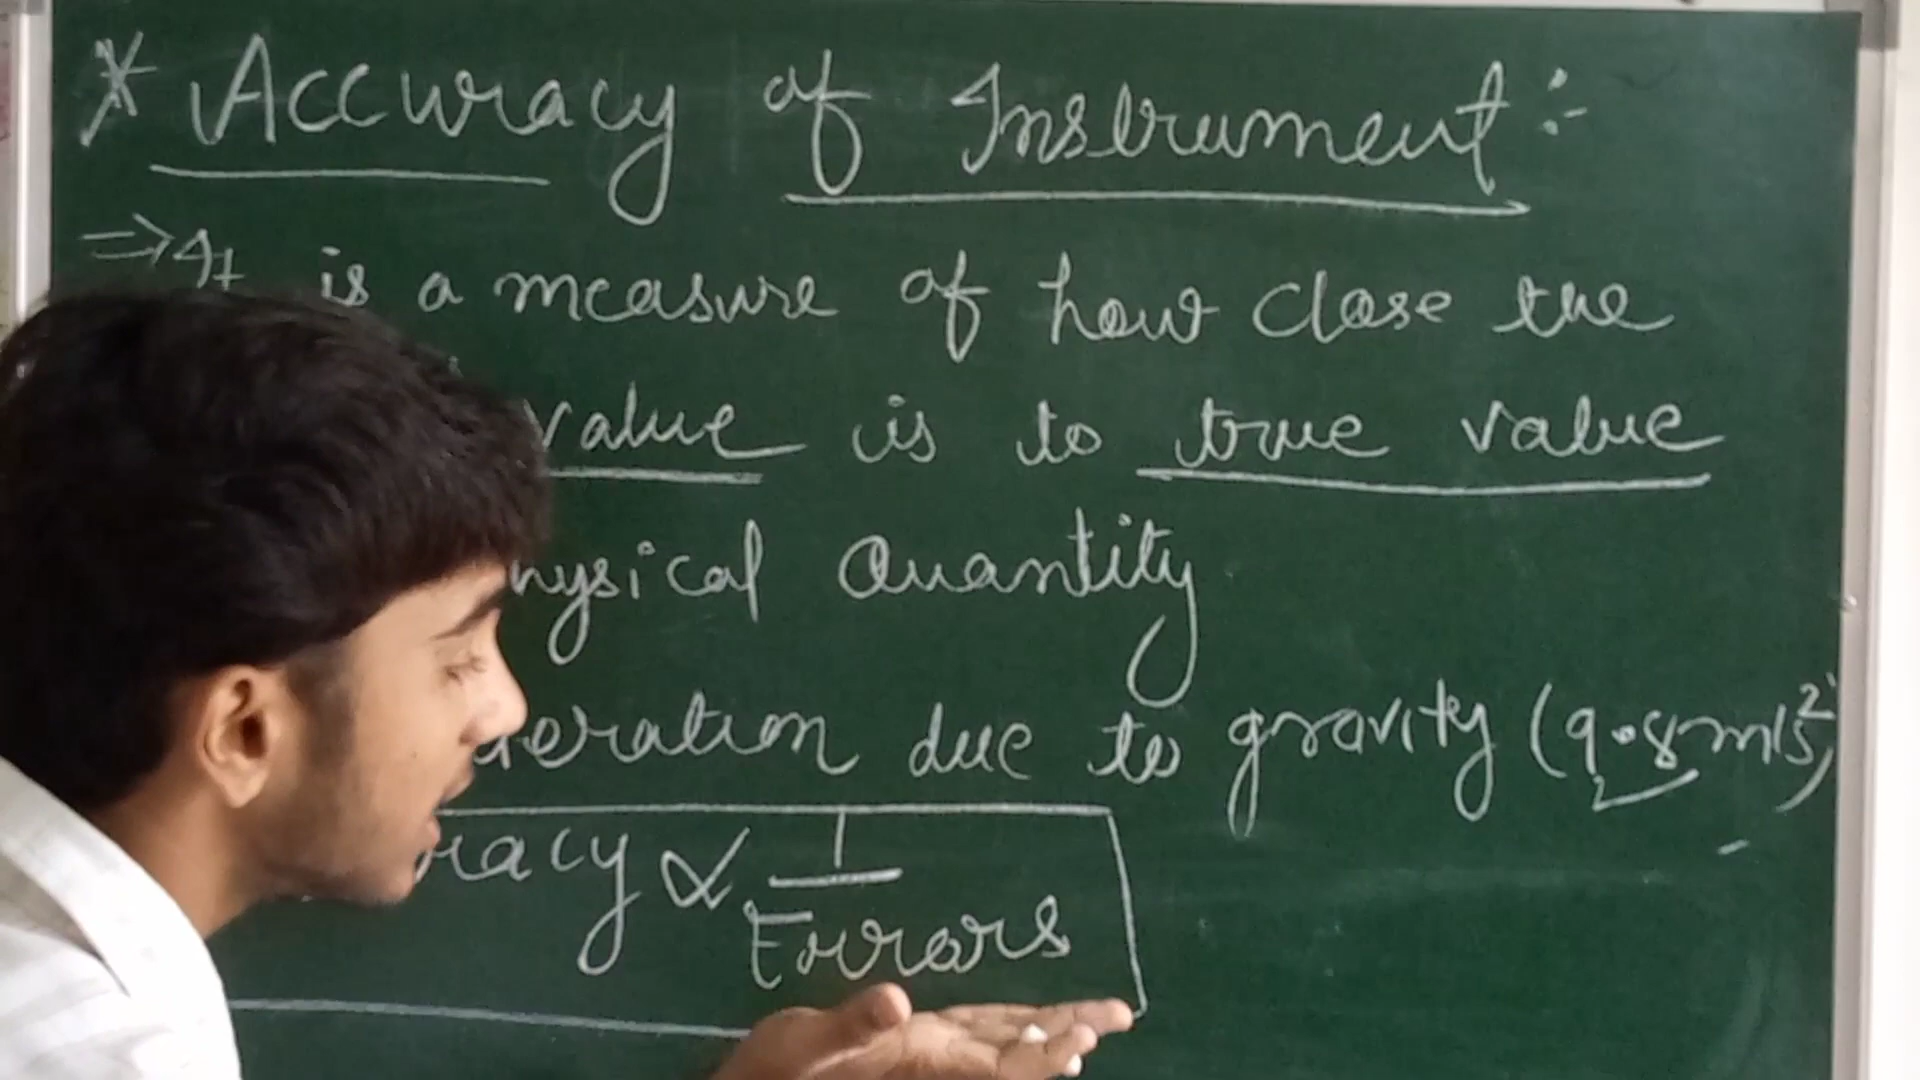 * Accuracy of Instrument :-
⇒ It is a measure of how close the
value is to true value
hysical Quantity
eration due to gravity (9.8 m/s²)
racy ∝ 1/Errors